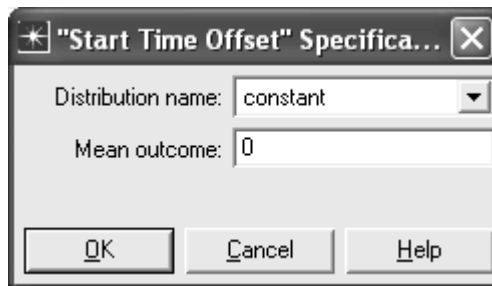 "Start Time Offset" Specifica...
Distribution name: constant
Mean outcome: 0
OK Cancel Help